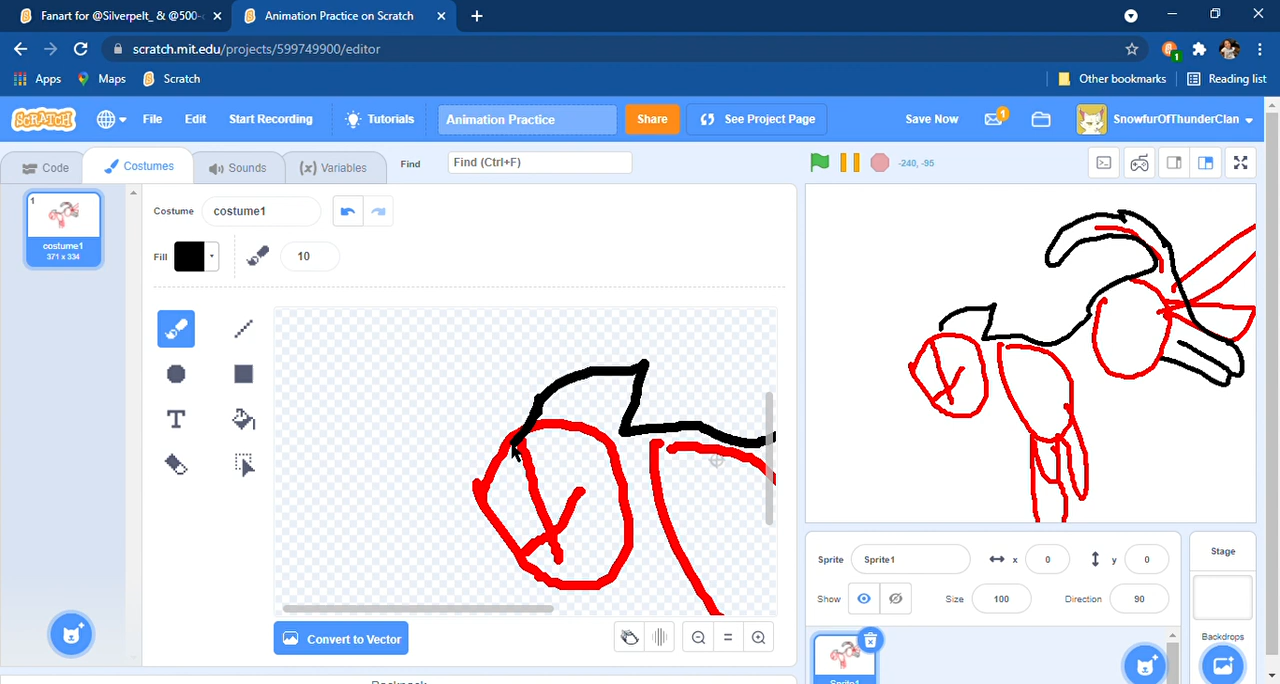 Fanart for @Silverpelt_ & @500-
Animation Practice on Scratch
scratch.mit.edu/projects/599749900/editor
1
Apps
Maps
Scratch
Other bookmarks
Reading list
SCRATCH
File
Edit
Start Recording
Tutorials
Animation Practice
Share
See Project Page
Save Now
1
SnowfurOfThunderClan
Code
Costumes
Sounds
(x) Variables
Find
Find (Ctrl+F)
-240, -95
1
costume1
371 x 334
Costume
costume1
Fill
10
T
Convert to Vector
Sprite
Sprite1
x
0
y
0
Show
Size
100
Direction
90
Stage
Backdrops
Sprite1
Backpack